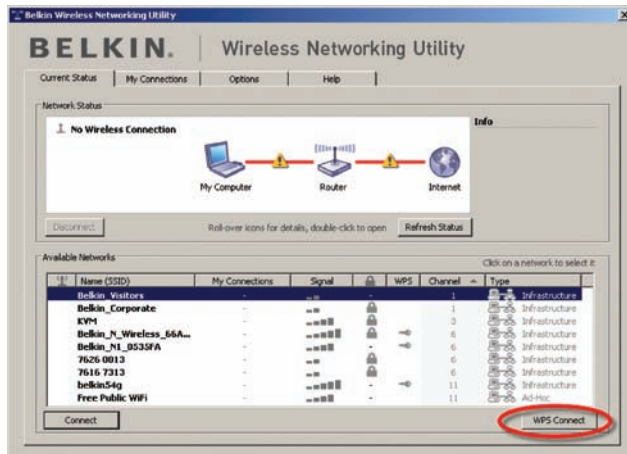 Belkin Wireless Networking Utility
BELKIN. Wireless Networking Utility
Current Status My Connections Options Help
Network Status
No Wireless Connection
Info
My Computer Router Internet
Disconnect Roll-over icons for details, double-click to open Refresh Status
Available Networks
Click on a network to select it
Name (SSID) My Connections Signal WPS Channel Type
Belkin_Visitors - - 1 Infrastructure
Belkin_Corporate - 1 Infrastructure
KVM - 3 Infrastructure
Belkin_N_Wireless_66A... - 6 Infrastructure
Belkin_N1_0535FA - - 6 Infrastructure
7626 0013 - 6 Infrastructure
7616 7313 - 6 Infrastructure
belkin54g - - 11 Infrastructure
Free Public WiFi - - 11 Ad-Hoc
Connect WPS Connect